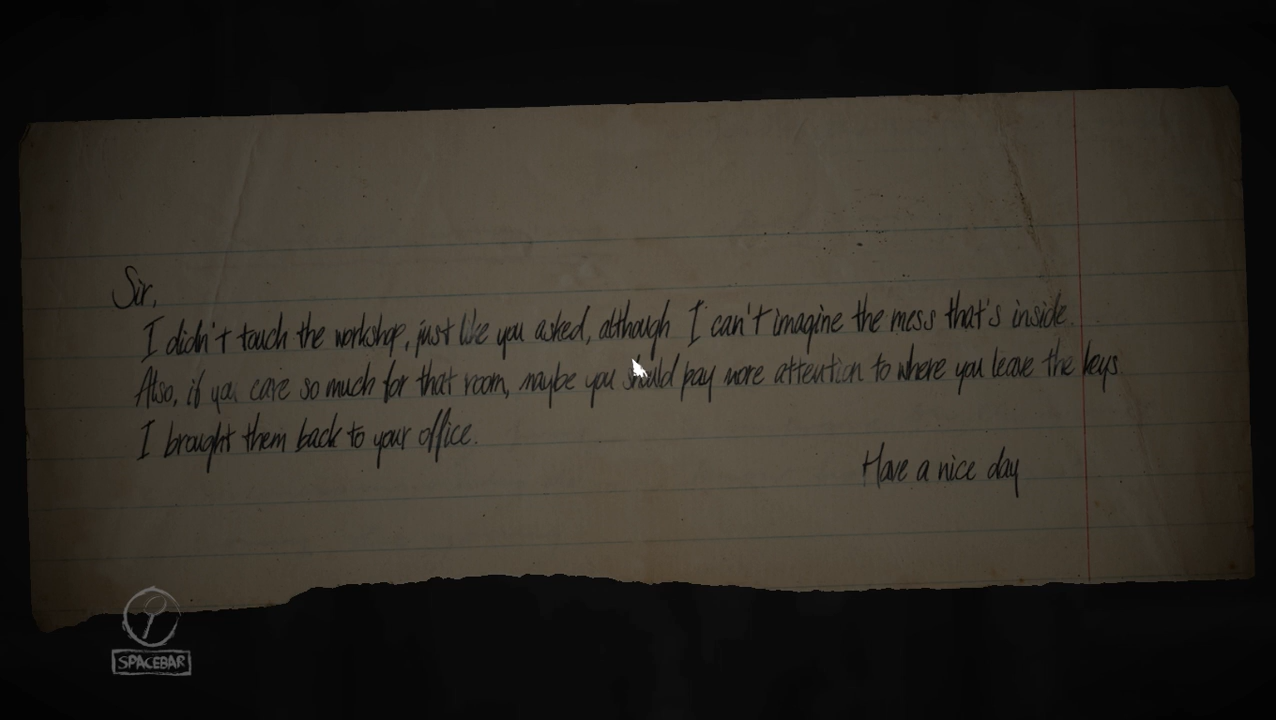 Sir,
I didn't touch the workshop, just like you asked, although I can't imagine the mess that's inside.
Also, if you care so much for that room, maybe you should pay more attention to where you leave the keys.
I brought them back to your office.
Have a nice day
SPACEBAR